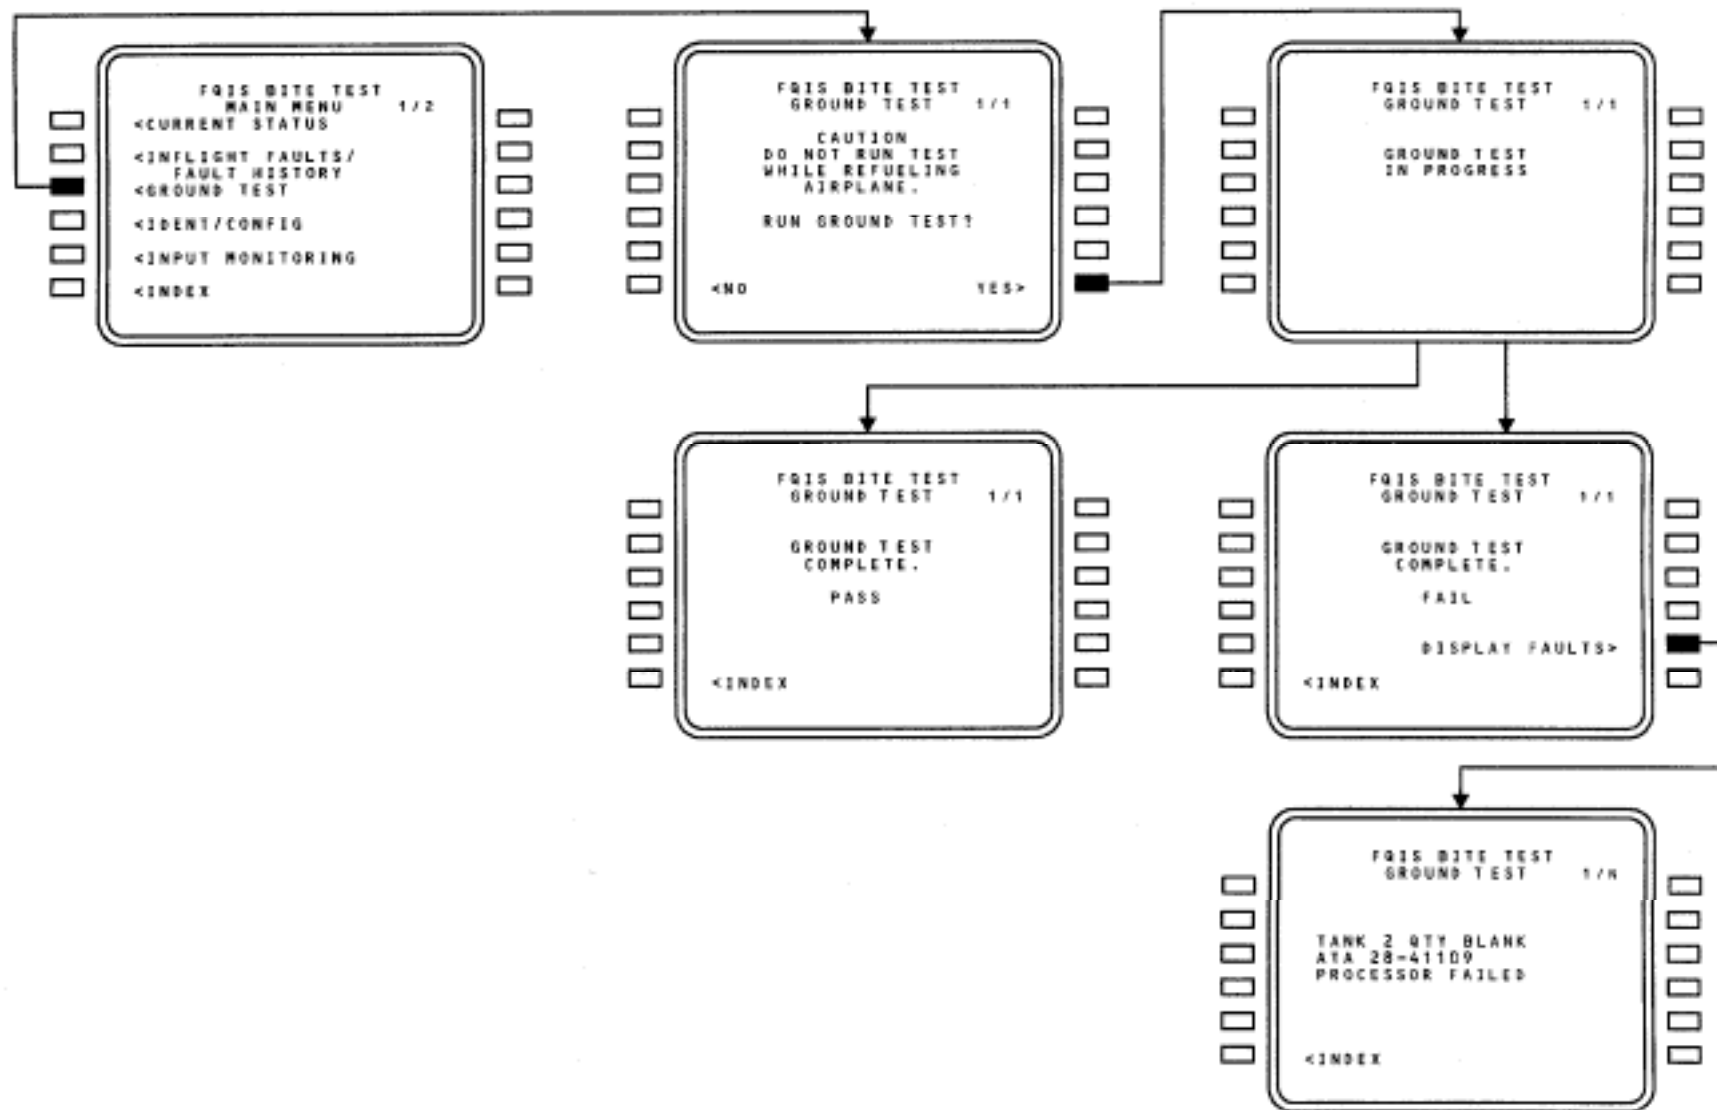 FQIS BITE TEST
MAIN MENU 1/2
<CURRENT STATUS
<INFLIGHT FAULTS/
FAULT HISTORY
<GROUND TEST
<IDENT/CONFIG
<INPUT MONITORING
<INDEX
FQIS BITE TEST
GROUND TEST 1/1
CAUTION
DO NOT RUN TEST
WHILE REFUELING
AIRPLANE.
RUN GROUND TEST?
<NO YES>
FQIS BITE TEST
GROUND TEST 1/1
GROUND TEST
IN PROGRESS
FQIS BITE TEST
GROUND TEST 1/1
GROUND TEST
COMPLETE.
PASS
<INDEX
FQIS BITE TEST
GROUND TEST 1/1
GROUND TEST
COMPLETE.
FAIL
DISPLAY FAULTS>
<INDEX
FQIS BITE TEST
GROUND TEST 1/N
TANK 2 QTY BLANK
ATA 28-41109
PROCESSOR FAILED
<INDEX